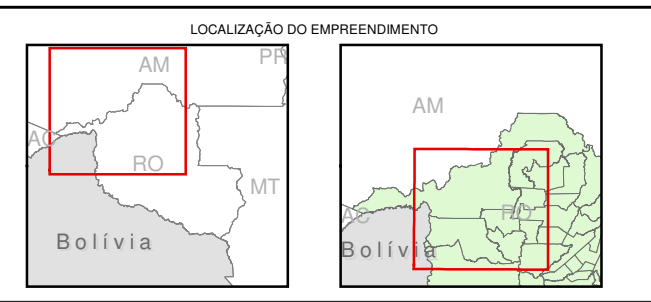 LOCALIZAÇÃO DO EMPREENDIMENTO
AM
PR
AC
RO
MT
Bolívia
AM
AC
RO
Bolívia